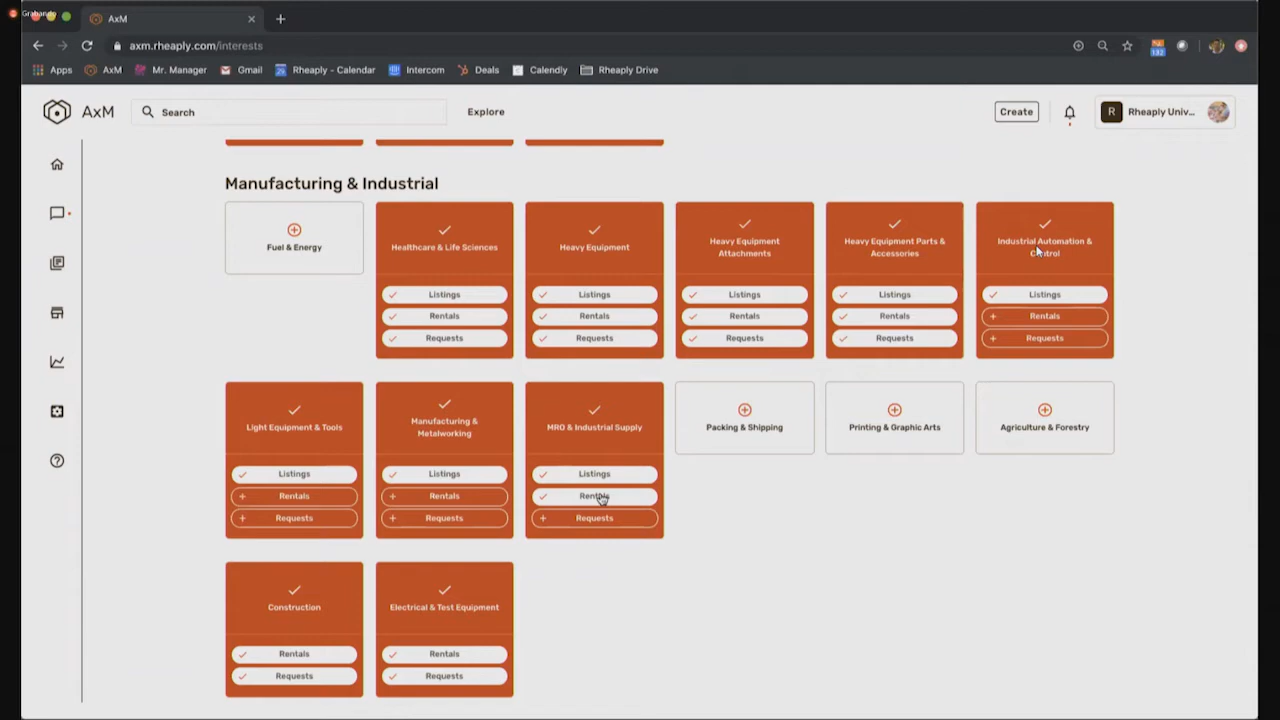 Grabando
AxM
axm.rheaply.com/interests
Apps
AxM
Mr. Manager
Gmail
Rheaply - Calendar
Intercom
Deals
Calendly
Rheaply Drive
132
AxM
Search
Explore
Create
R
Rheaply Univ...
Manufacturing & Industrial
Fuel & Energy
Healthcare & Life Sciences
Listings
Rentals
Requests
Heavy Equipment
Listings
Rentals
Requests
Heavy Equipment
Attachments
Listings
Rentals
Requests
Heavy Equipment Parts &
Accessories
Listings
Rentals
Requests
Industrial Automation &
Control
Listings
Rentals
Requests
Light Equipment & Tools
Listings
Rentals
Requests
Manufacturing &
Metalworking
Listings
Rentals
Requests
MRO & Industrial Supply
Listings
Rentals
Requests
Packing & Shipping
Printing & Graphic Arts
Agriculture & Forestry
Construction
Rentals
Requests
Electrical & Test Equipment
Rentals
Requests